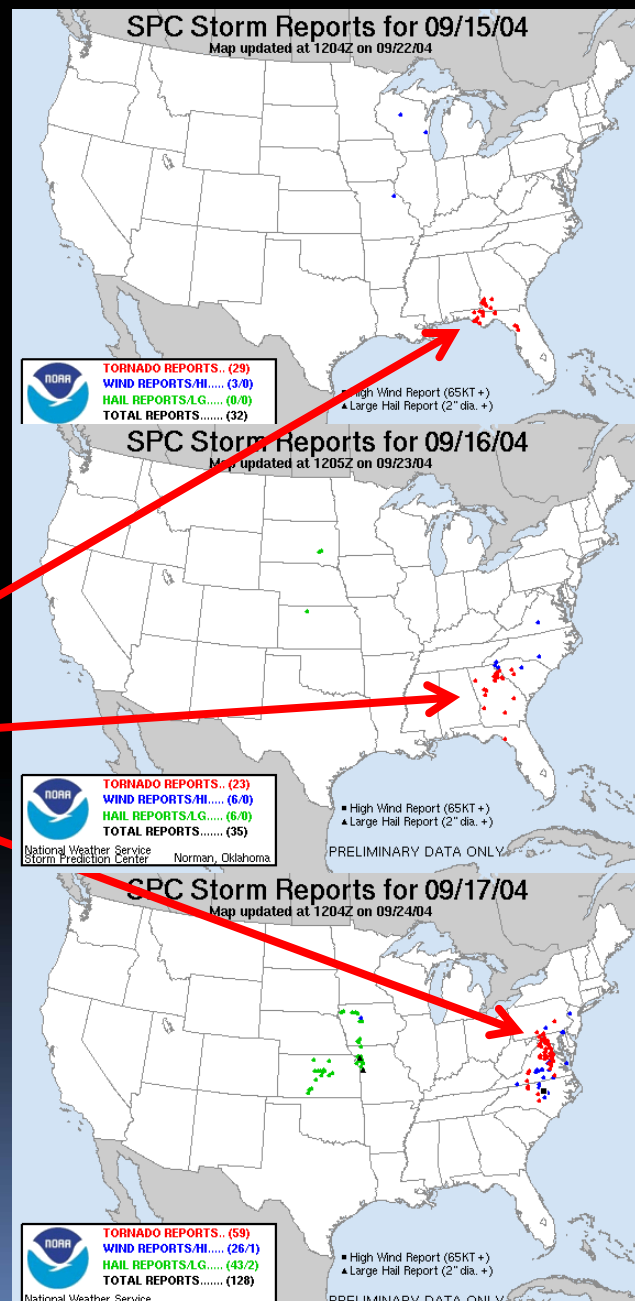 SPC Storm Reports for 09/15/04
Map updated at 1204Z on 09/22/04
NOAA
TORNADO REPORTS.. (29)
WIND REPORTS/HI..... (3/0)
HAIL REPORTS/LG..... (0/0)
TOTAL REPORTS....... (32)
High Wind Report (65KT +)
Large Hail Report (2" dia. +)
SPC Storm Reports for 09/16/04
Map updated at 1205Z on 09/23/04
NOAA
TORNADO REPORTS.. (23)
WIND REPORTS/HI..... (6/0)
HAIL REPORTS/LG..... (6/0)
TOTAL REPORTS....... (35)
National Weather Service
Storm Prediction Center Norman, Oklahoma
High Wind Report (65KT +)
Large Hail Report (2" dia. +)
PRELIMINARY DATA ONLY
SPC Storm Reports for 09/17/04
Map updated at 1204Z on 09/24/04
NOAA
TORNADO REPORTS.. (59)
WIND REPORTS/HI..... (26/1)
HAIL REPORTS/LG..... (43/2)
TOTAL REPORTS....... (128)
National Weather Service
High Wind Report (65KT +)
Large Hail Report (2" dia. +)
PRELIMINARY DATA ONLY